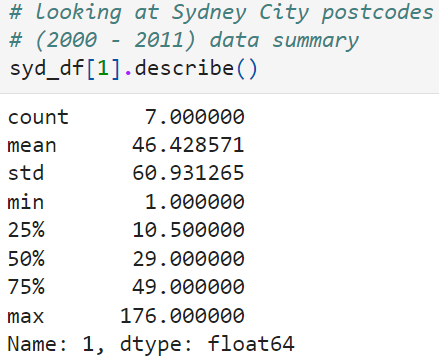 # looking at Sydney City postcodes
# (2000 - 2011) data summary
syd_df[1].describe()
count 7.000000
mean 46.428571
std 60.931265
min 1.000000
25% 10.500000
50% 29.000000
75% 49.000000
max 176.000000
Name: 1, dtype: float64